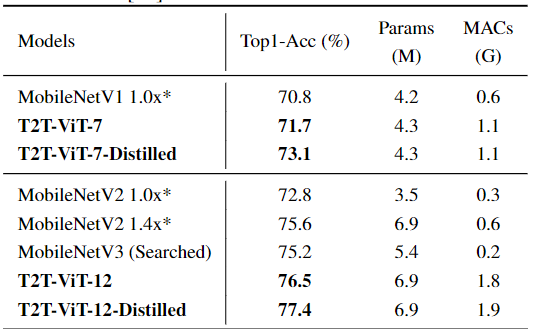 Models Top1-Acc (%) Params (M) MACs (G)
MobileNetV1 1.0x* 70.8 4.2 0.6
T2T-ViT-7 71.7 4.3 1.1
T2T-ViT-7-Distilled 73.1 4.3 1.1
MobileNetV2 1.0x* 72.8 3.5 0.3
MobileNetV2 1.4x* 75.6 6.9 0.6
MobileNetV3 (Searched) 75.2 5.4 0.2
T2T-ViT-12 76.5 6.9 1.8
T2T-ViT-12-Distilled 77.4 6.9 1.9